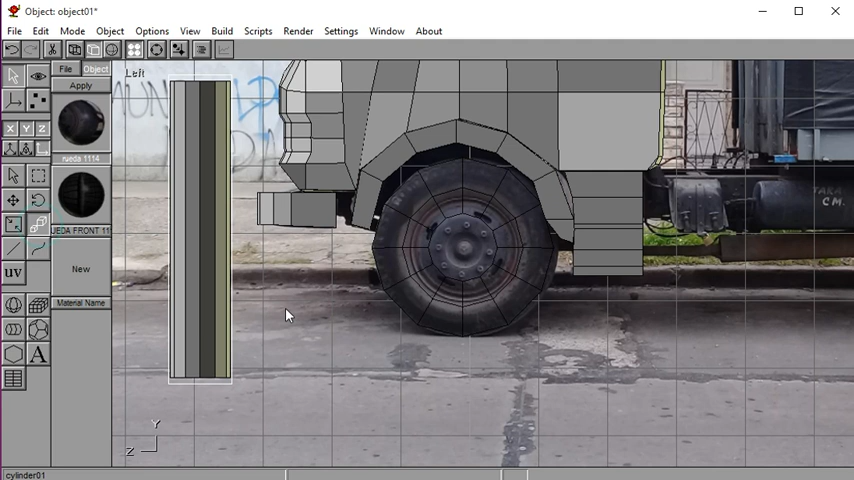 Object: object01*
File Edit Mode Object Options View Build Scripts Render Settings Window About
File Object
Apply
rueda 1114
UEDA FRONT 11
New
Material Name
X Y Z
uv
A
Left
CM.
Y
Z
cylinder01